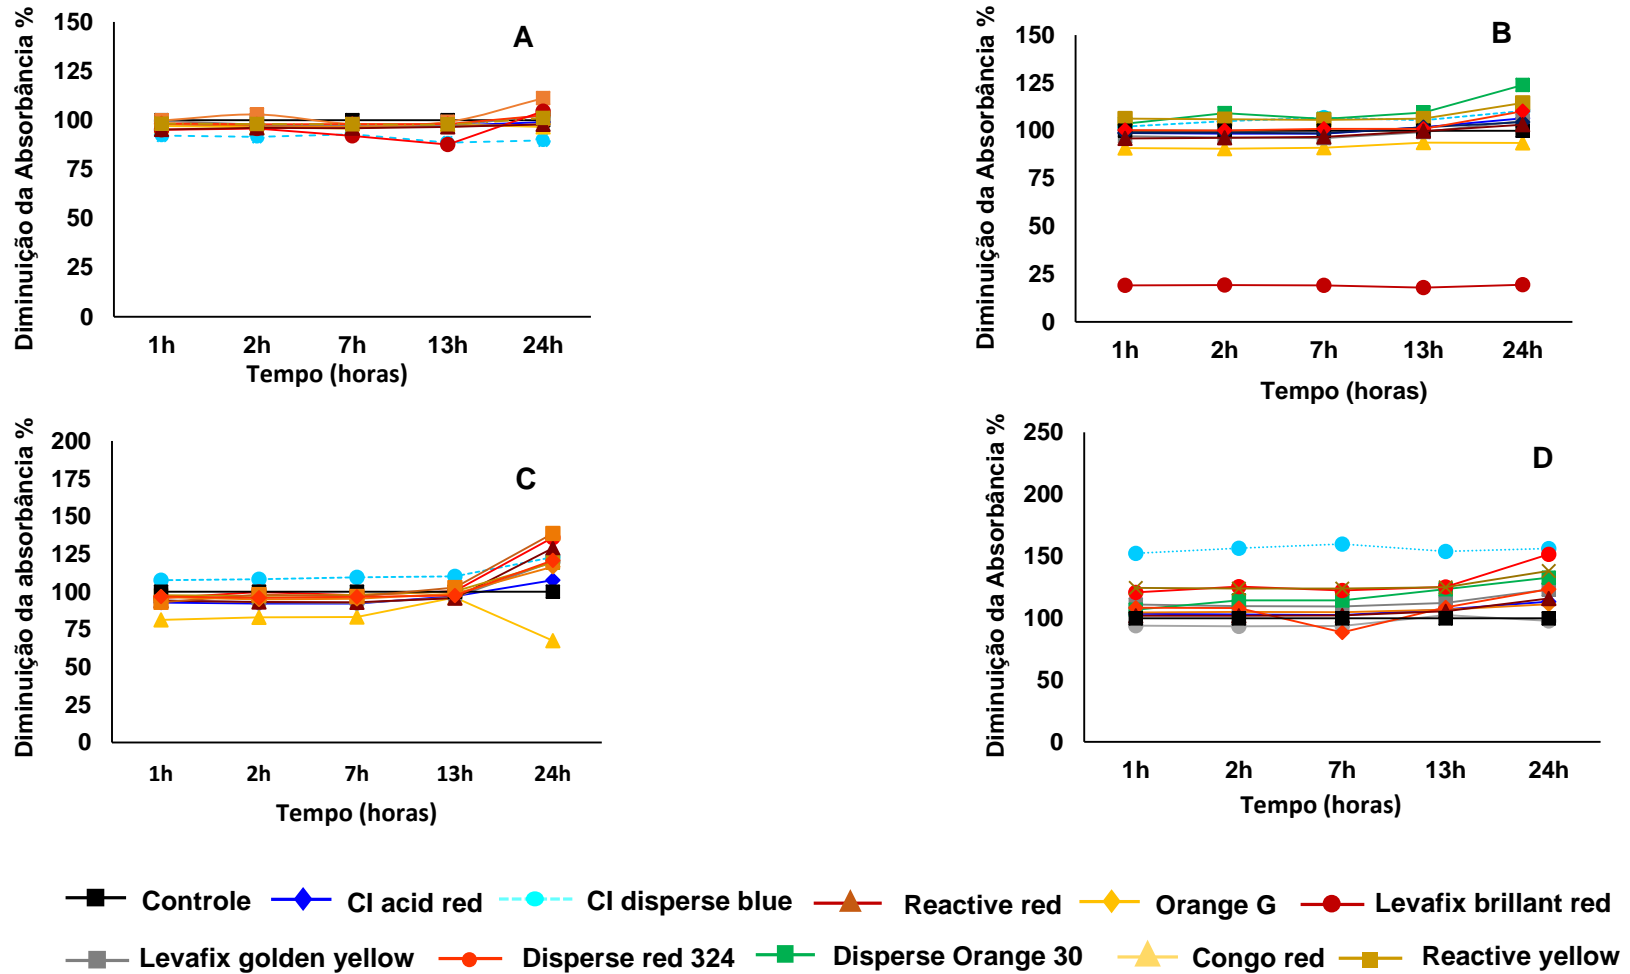 Diminuição da Absorbância %
150
125
100
75
50
25
0
A
1h 2h 7h 13h 24h
Tempo (horas)
Diminuição da Absorbância %
150
125
100
75
50
25
0
B
1h 2h 7h 13h 24h
Tempo (horas)
Diminuição da absorbância %
200
175
150
125
100
75
50
25
0
C
1h 2h 7h 13h 24h
Tempo (horas)
Diminuição da Absorbância %
250
200
150
100
50
0
D
1h 2h 7h 13h 24h
Tempo (horas)
Controle CI acid red CI disperse blue Reactive red Orange G Levafix brillant red
Levafix golden yellow Disperse red 324 Disperse Orange 30 Congo red Reactive yellow